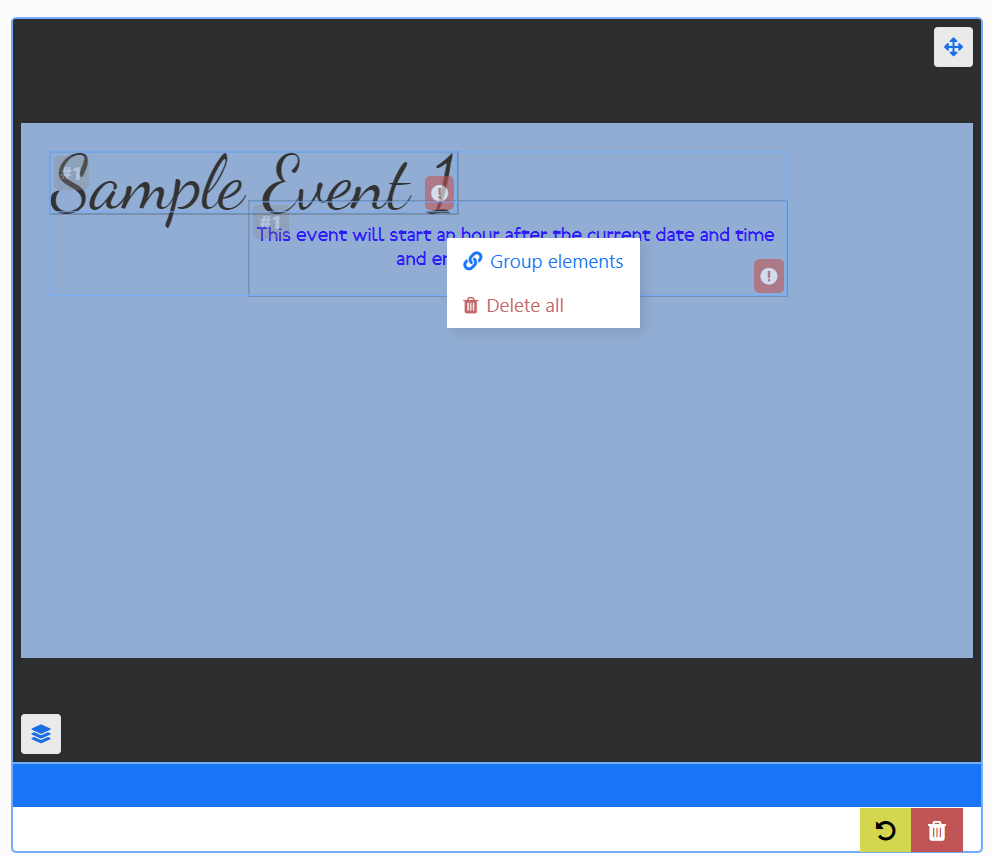 #1
Sample Event 1
#1
This event will start an hour after the current date and time
and en
Group elements
Delete all